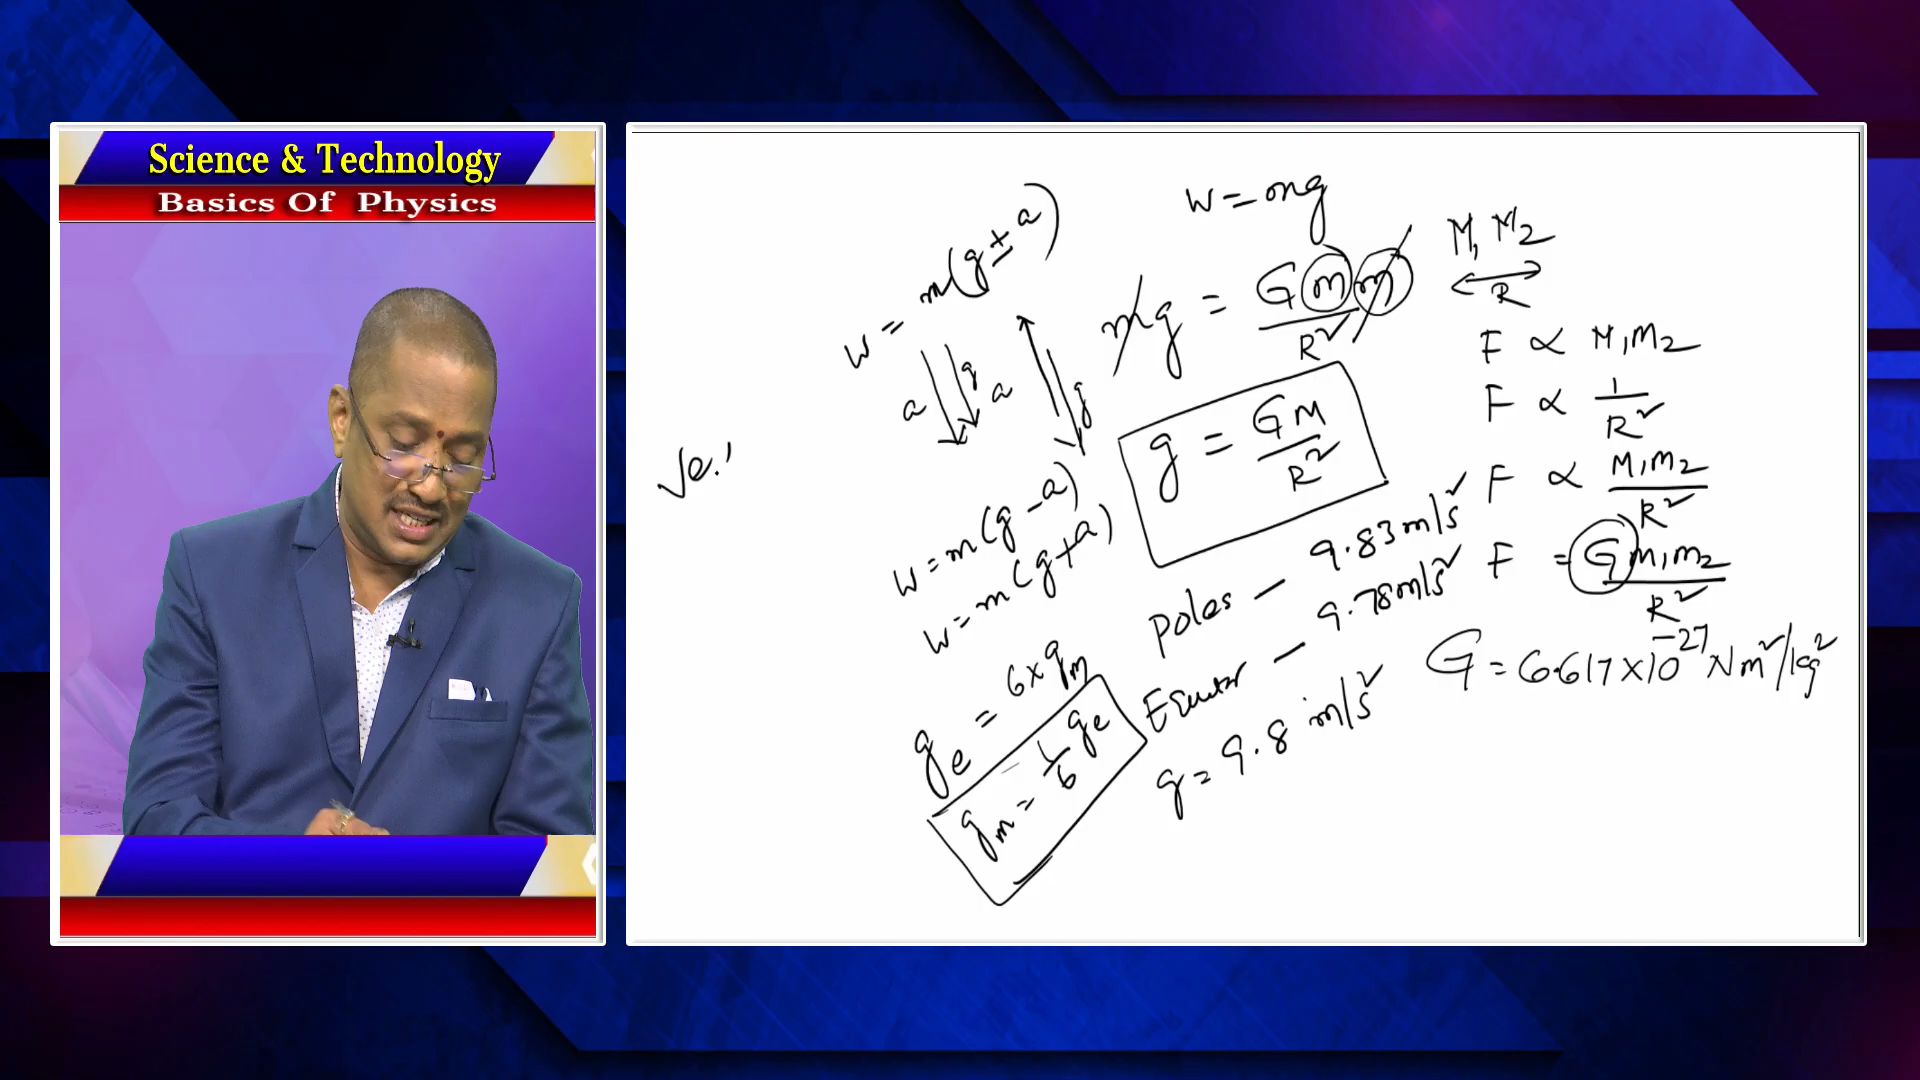 Science & Technology
Basics Of Physics
W = mg
W = m(g ± a)
mg = G m m / R²
M₁ M₂
R
a g a g
F ∝ M₁M₂
F ∝ 1 / R²
g = GM / R²
F ∝ M₁M₂ / R²
Ve
W = m(g - a)
W = m(g + a)
F = G M₁M₂ / R²
Poles - 9.83 m/s²
Equator - 9.78 m/s²
G = 6.617 × 10⁻²⁷ Nm²/kg²
g = 9.8 m/s²
gₑ = 6 × gₘ
gₘ = 1/6 gₑ